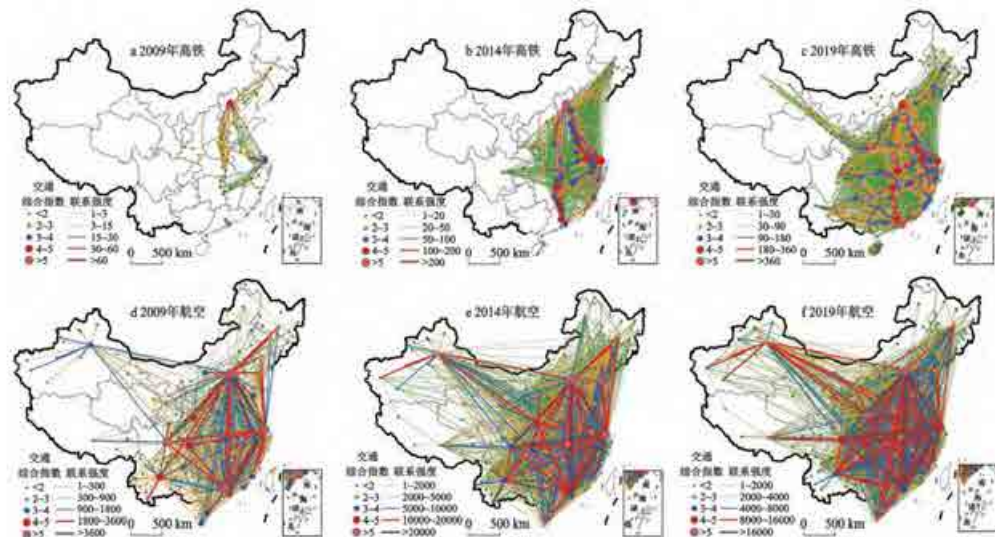 a 2009年高铁
b 2014年高铁
c 2019年高铁
交通
综合指数 联系强度
<2 1~3
2~3 3~15
3~4 15~30
4~5 30~60
>5 >60
0 500 km
交通
综合指数 联系强度
<2 1~20
2~3 20~50
3~4 50~100
4~5 100~200
>5 >200
0 500 km
交通
综合指数 联系强度
<2 1~30
2~3 30~90
3~4 90~180
4~5 180~360
>5 >360
0 500 km
d 2009年航空
e 2014年航空
f 2019年航空
交通
综合指数 联系强度
<2 1~300
2~3 300~900
3~4 900~1800
4~5 1800~3600
>5 >3600
0 500 km
交通
综合指数 联系强度
<2 1~2000
2~3 2000~5000
3~4 5000~10000
4~5 10000~20000
>5 >20000
0 500 km
交通
综合指数 联系强度
<2 1~2000
2~3 2000~4000
3~4 4000~8000
4~5 8000~16000
>5 >16000
0 500 km